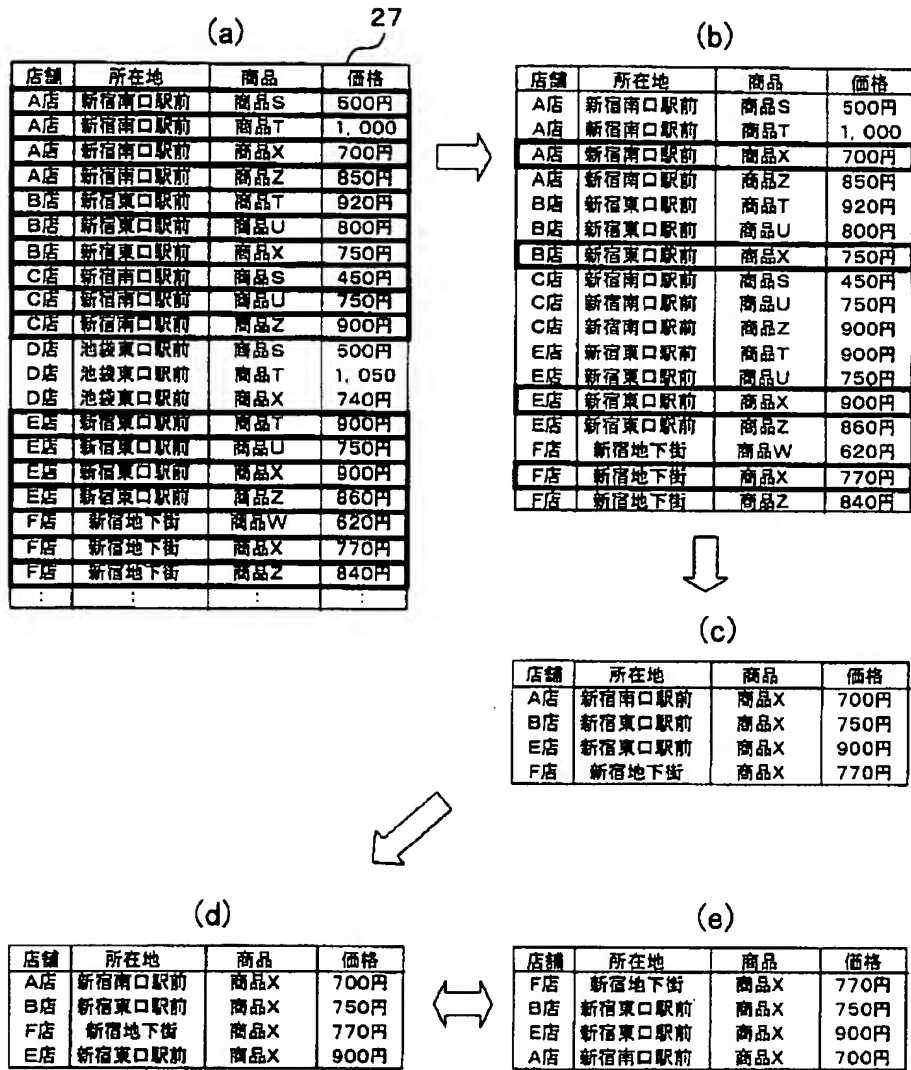 (a)
27
店舗 所在地 商品 価格
A店 新宿南口駅前 商品S 500円
A店 新宿南口駅前 商品T 1,000
A店 新宿南口駅前 商品X 700円
A店 新宿南口駅前 商品Z 850円
B店 新宿東口駅前 商品T 920円
B店 新宿東口駅前 商品U 800円
B店 新宿東口駅前 商品X 750円
C店 新宿南口駅前 商品S 450円
C店 新宿南口駅前 商品U 750円
C店 新宿南口駅前 商品Z 900円
D店 池袋東口駅前 商品S 500円
D店 池袋東口駅前 商品T 1,050
D店 池袋東口駅前 商品X 740円
E店 新宿東口駅前 商品T 900円
E店 新宿東口駅前 商品U 750円
E店 新宿東口駅前 商品X 900円
E店 新宿東口駅前 商品Z 860円
F店 新宿地下街 商品W 620円
F店 新宿地下街 商品X 770円
F店 新宿地下街 商品Z 840円
: : : :
(b)
店舗 所在地 商品 価格
A店 新宿南口駅前 商品S 500円
A店 新宿南口駅前 商品T 1,000
A店 新宿南口駅前 商品X 700円
A店 新宿南口駅前 商品Z 850円
B店 新宿東口駅前 商品T 920円
B店 新宿東口駅前 商品U 800円
B店 新宿東口駅前 商品X 750円
C店 新宿南口駅前 商品S 450円
C店 新宿南口駅前 商品U 750円
C店 新宿南口駅前 商品Z 900円
E店 新宿東口駅前 商品T 900円
E店 新宿東口駅前 商品U 750円
E店 新宿東口駅前 商品X 900円
E店 新宿東口駅前 商品Z 860円
F店 新宿地下街 商品W 620円
F店 新宿地下街 商品X 770円
F店 新宿地下街 商品Z 840円
(c)
店舗 所在地 商品 価格
A店 新宿南口駅前 商品X 700円
B店 新宿東口駅前 商品X 750円
E店 新宿東口駅前 商品X 900円
F店 新宿地下街 商品X 770円
(d)
店舗 所在地 商品 価格
A店 新宿南口駅前 商品X 700円
B店 新宿東口駅前 商品X 750円
F店 新宿地下街 商品X 770円
E店 新宿東口駅前 商品X 900円
(e)
店舗 所在地 商品 価格
F店 新宿地下街 商品X 770円
B店 新宿東口駅前 商品X 750円
E店 新宿東口駅前 商品X 900円
A店 新宿南口駅前 商品X 700円